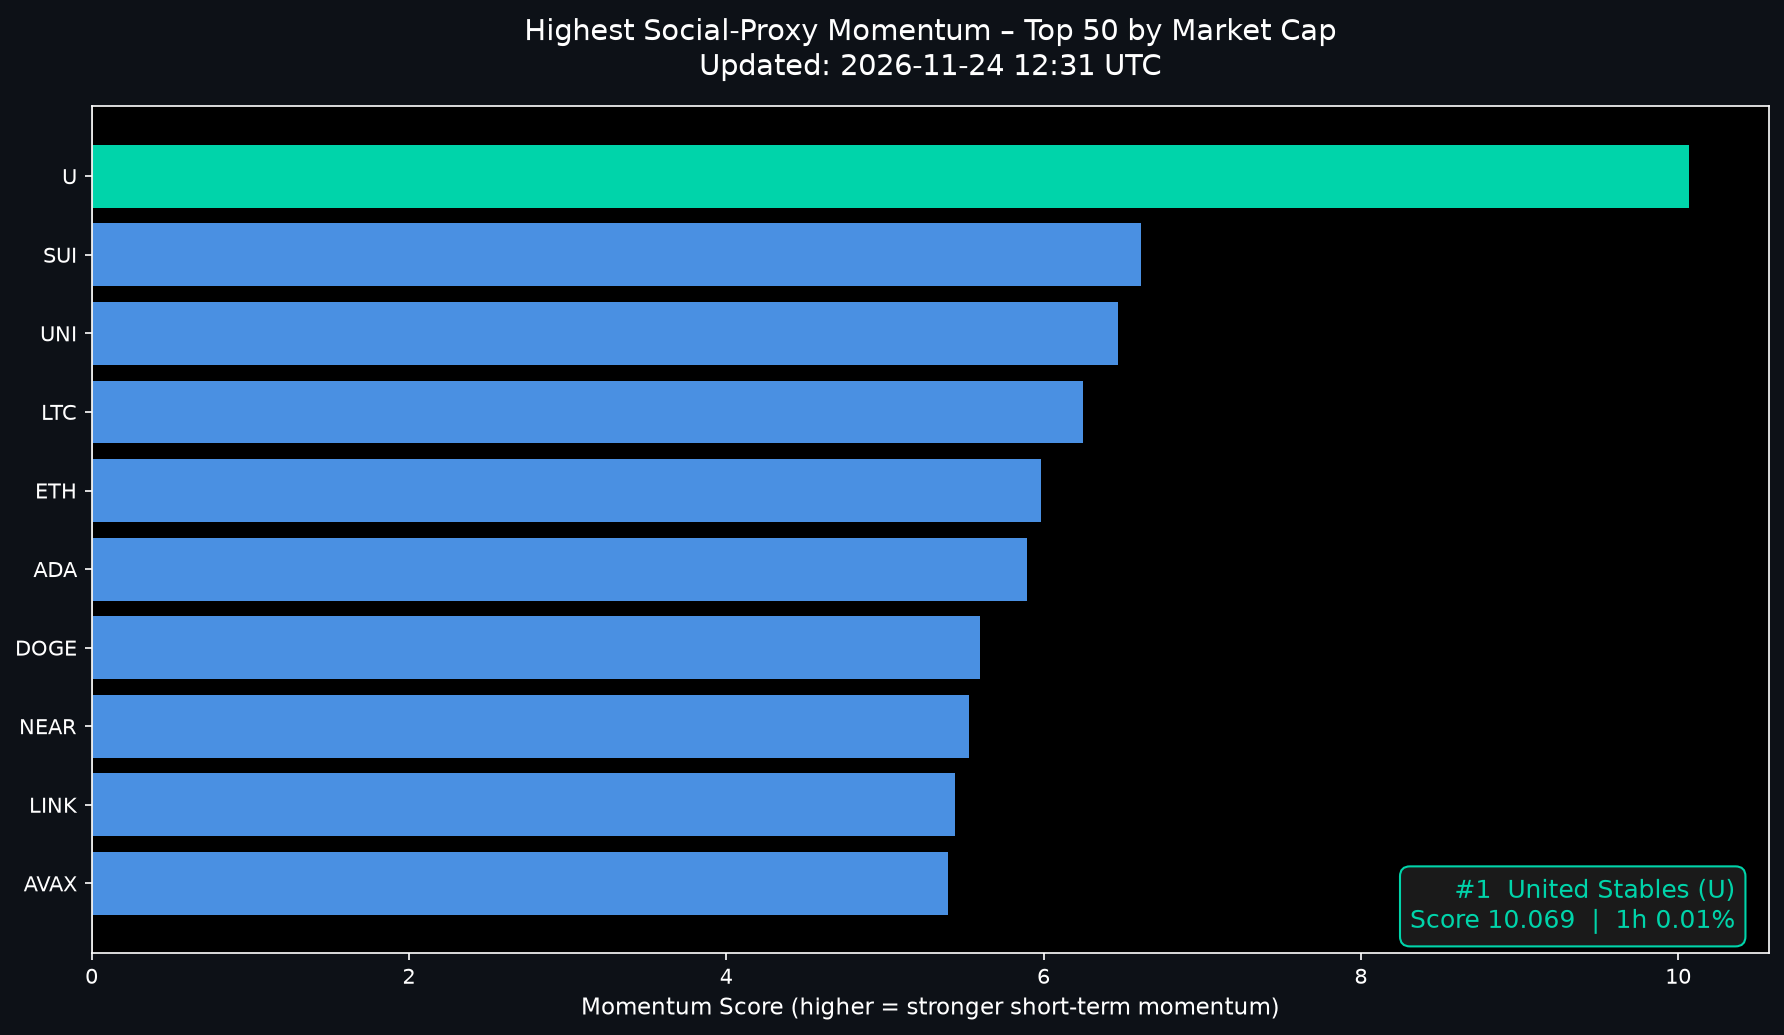 Highest Social-Proxy Momentum – Top 50 by Market Cap
Updated: 2026-11-24 12:31 UTC
U
SUI
UNI
LTC
ETH
ADA
DOGE
NEAR
LINK
AVAX
#1  United Stables (U)
Score 10.069  |  1h 0.01%
0 2 4 6 8 10
Momentum Score (higher = stronger short-term momentum)